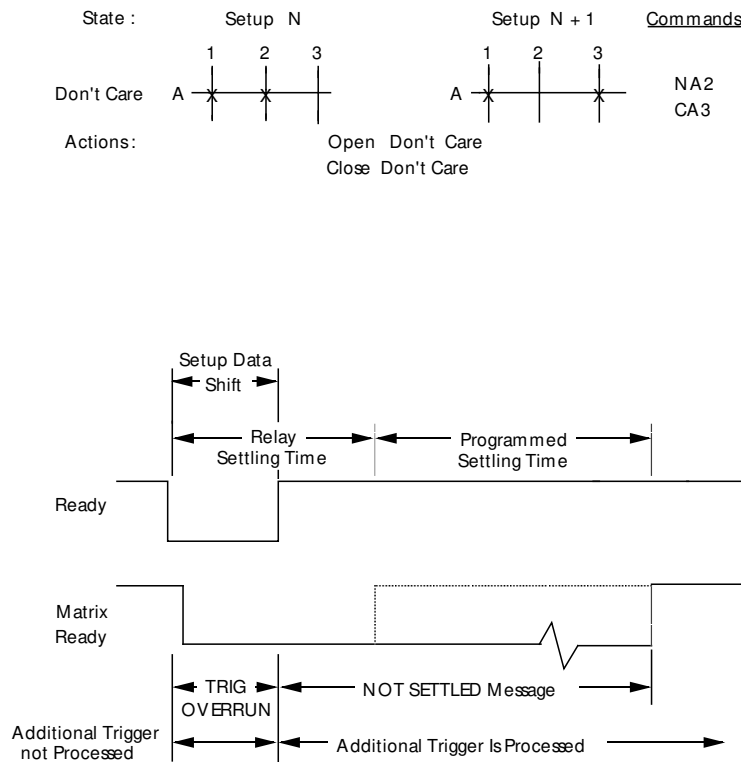 State : Setup N Setup N + 1 Commands
1 2 3 1 2 3
Don't Care A X X A X X NA2
CA3
Actions: Open Don't Care
Close Don't Care
Setup Data
Shift
Relay Programmed
Settling Time Settling Time
Ready
Matrix
Ready
TRIG NOT SETTLED Message
OVERRUN
Additional Trigger
not Processed Additional Trigger Is Processed